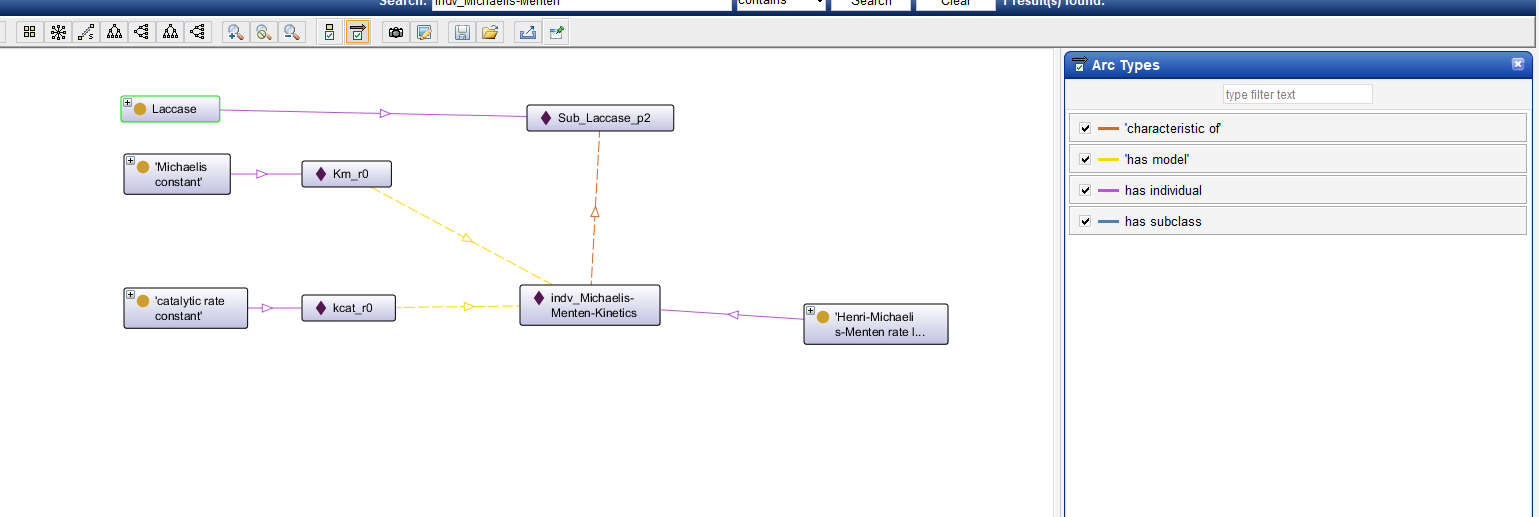 Search: indv_Michaelis-Menten contains Search Clear 1 result(s) found.
Arc Types
type filter text
'characteristic of'
'has model'
has individual
has subclass
Laccase
Sub_Laccase_p2
'Michaelis
constant'
Km_r0
'catalytic rate
constant'
kcat_r0
indv_Michaelis-
Menten-Kinetics
'Henri-Michaeli
s-Menten rate l...